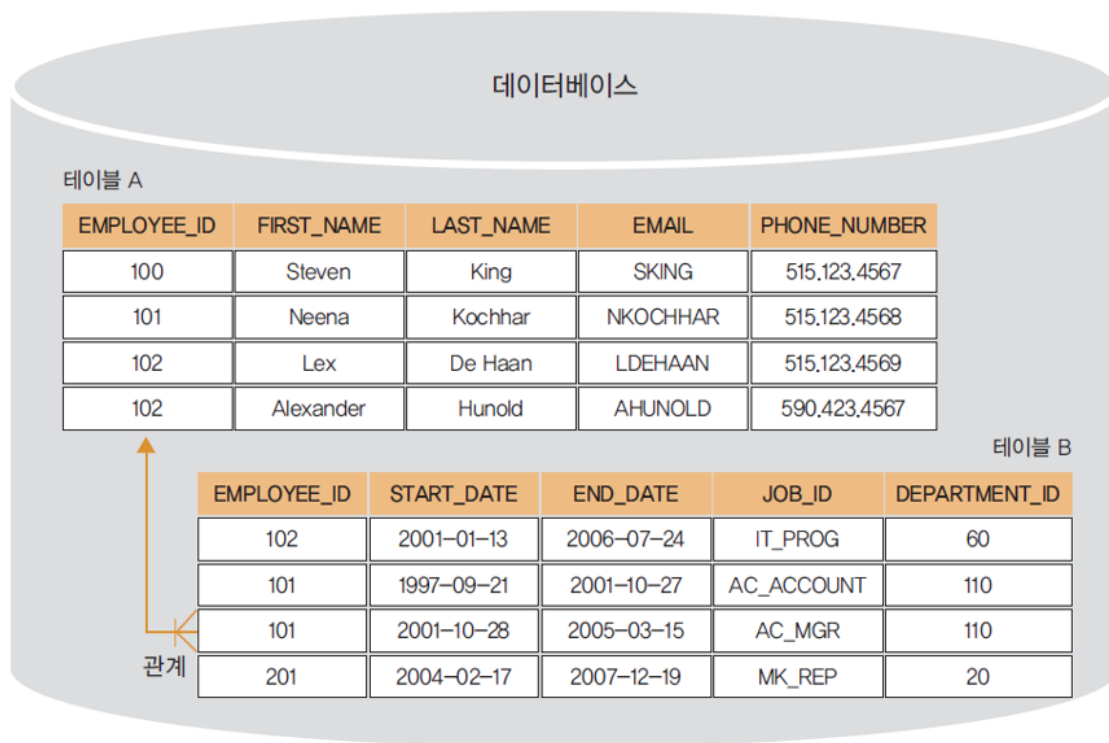 데이터베이스
테이블 A
EMPLOYEE_ID FIRST_NAME LAST_NAME EMAIL PHONE_NUMBER
100 Steven King SKING 515.123.4567
101 Neena Kochhar NKOCHHAR 515.123.4568
102 Lex De Haan LDEHAAN 515.123.4569
102 Alexander Hunold AHUNOLD 590.423.4567
테이블 B
EMPLOYEE_ID START_DATE END_DATE JOB_ID DEPARTMENT_ID
102 2001-01-13 2006-07-24 IT_PROG 60
101 1997-09-21 2001-10-27 AC_ACCOUNT 110
101 2001-10-28 2005-03-15 AC_MGR 110
관계
201 2004-02-17 2007-12-19 MK_REP 20